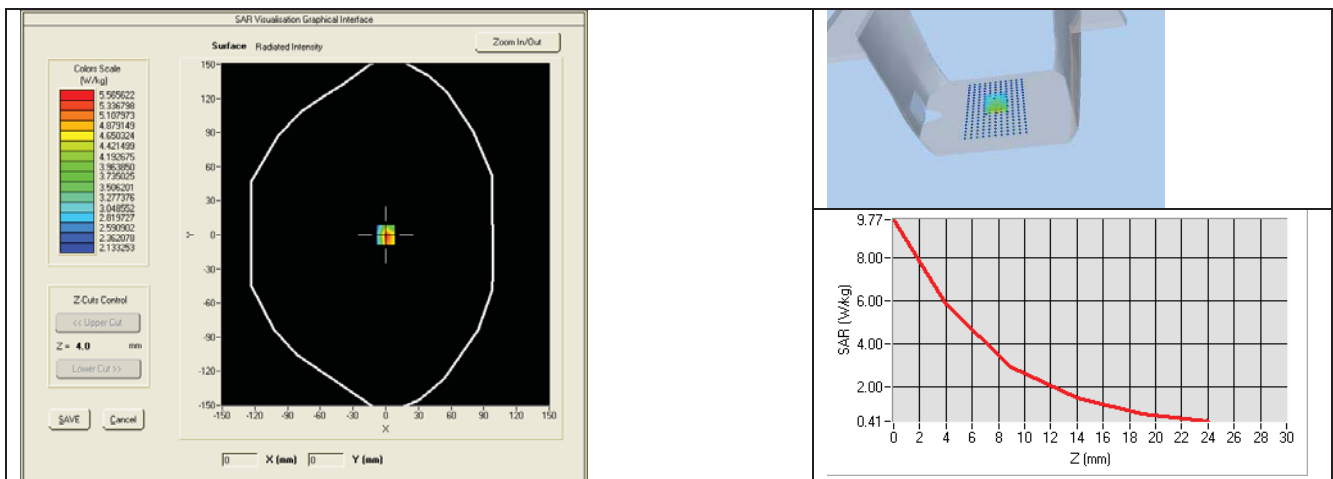 SAR Visualisation Graphical Interface
Surface Radiated Intensity
Zoom In/Out
Colors Scale
(W/kg)
5.565622
5.336798
5.107973
4.879149
4.650324
4.421499
4.192675
3.963850
3.735025
3.506201
3.277376
3.048552
2.819727
2.590902
2.362078
2.133253
Z-Cuts Control
<< Upper Cut
Z = 4.0 mm
Lower Cut >>
SAVE Cancel
150-
120-
90-
60-
30-
Y 0-
-30-
-60-
-90-
-120-
-150-
-150 -120 -90 -60 -30 0 30 60 90 120 150
X
0 X (mm) 0 Y (mm)
9.77-
8.00-
6.00-
4.00-
2.00-
0.41-
SAR (W/kg)
0 2 4 6 8 10 12 14 16 18 20 22 24 26 28 30
Z (mm)